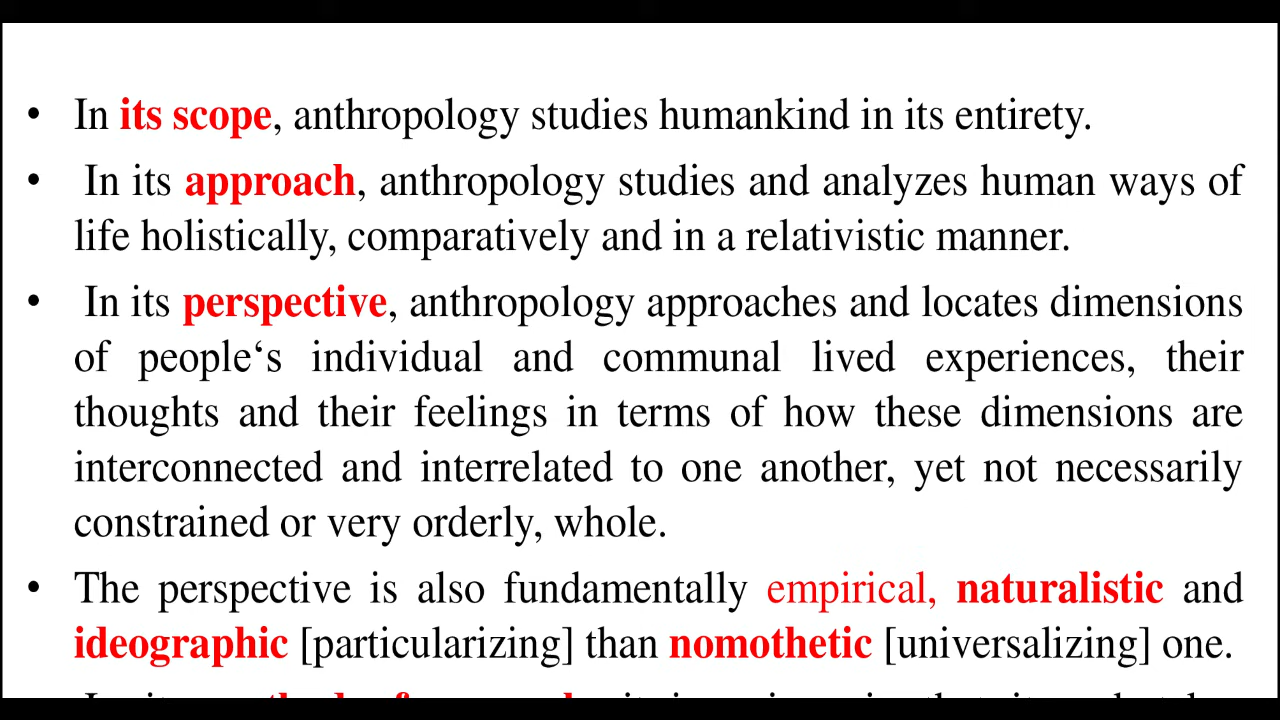 • In its scope, anthropology studies humankind in its entirety.
• In its approach, anthropology studies and analyzes human ways of
life holistically, comparatively and in a relativistic manner.
• In its perspective, anthropology approaches and locates dimensions
of people‘s individual and communal lived experiences, their
thoughts and their feelings in terms of how these dimensions are
interconnected and interrelated to one another, yet not necessarily
constrained or very orderly, whole.
• The perspective is also fundamentally empirical, naturalistic and
ideographic [particularizing] than nomothetic [universalizing] one.